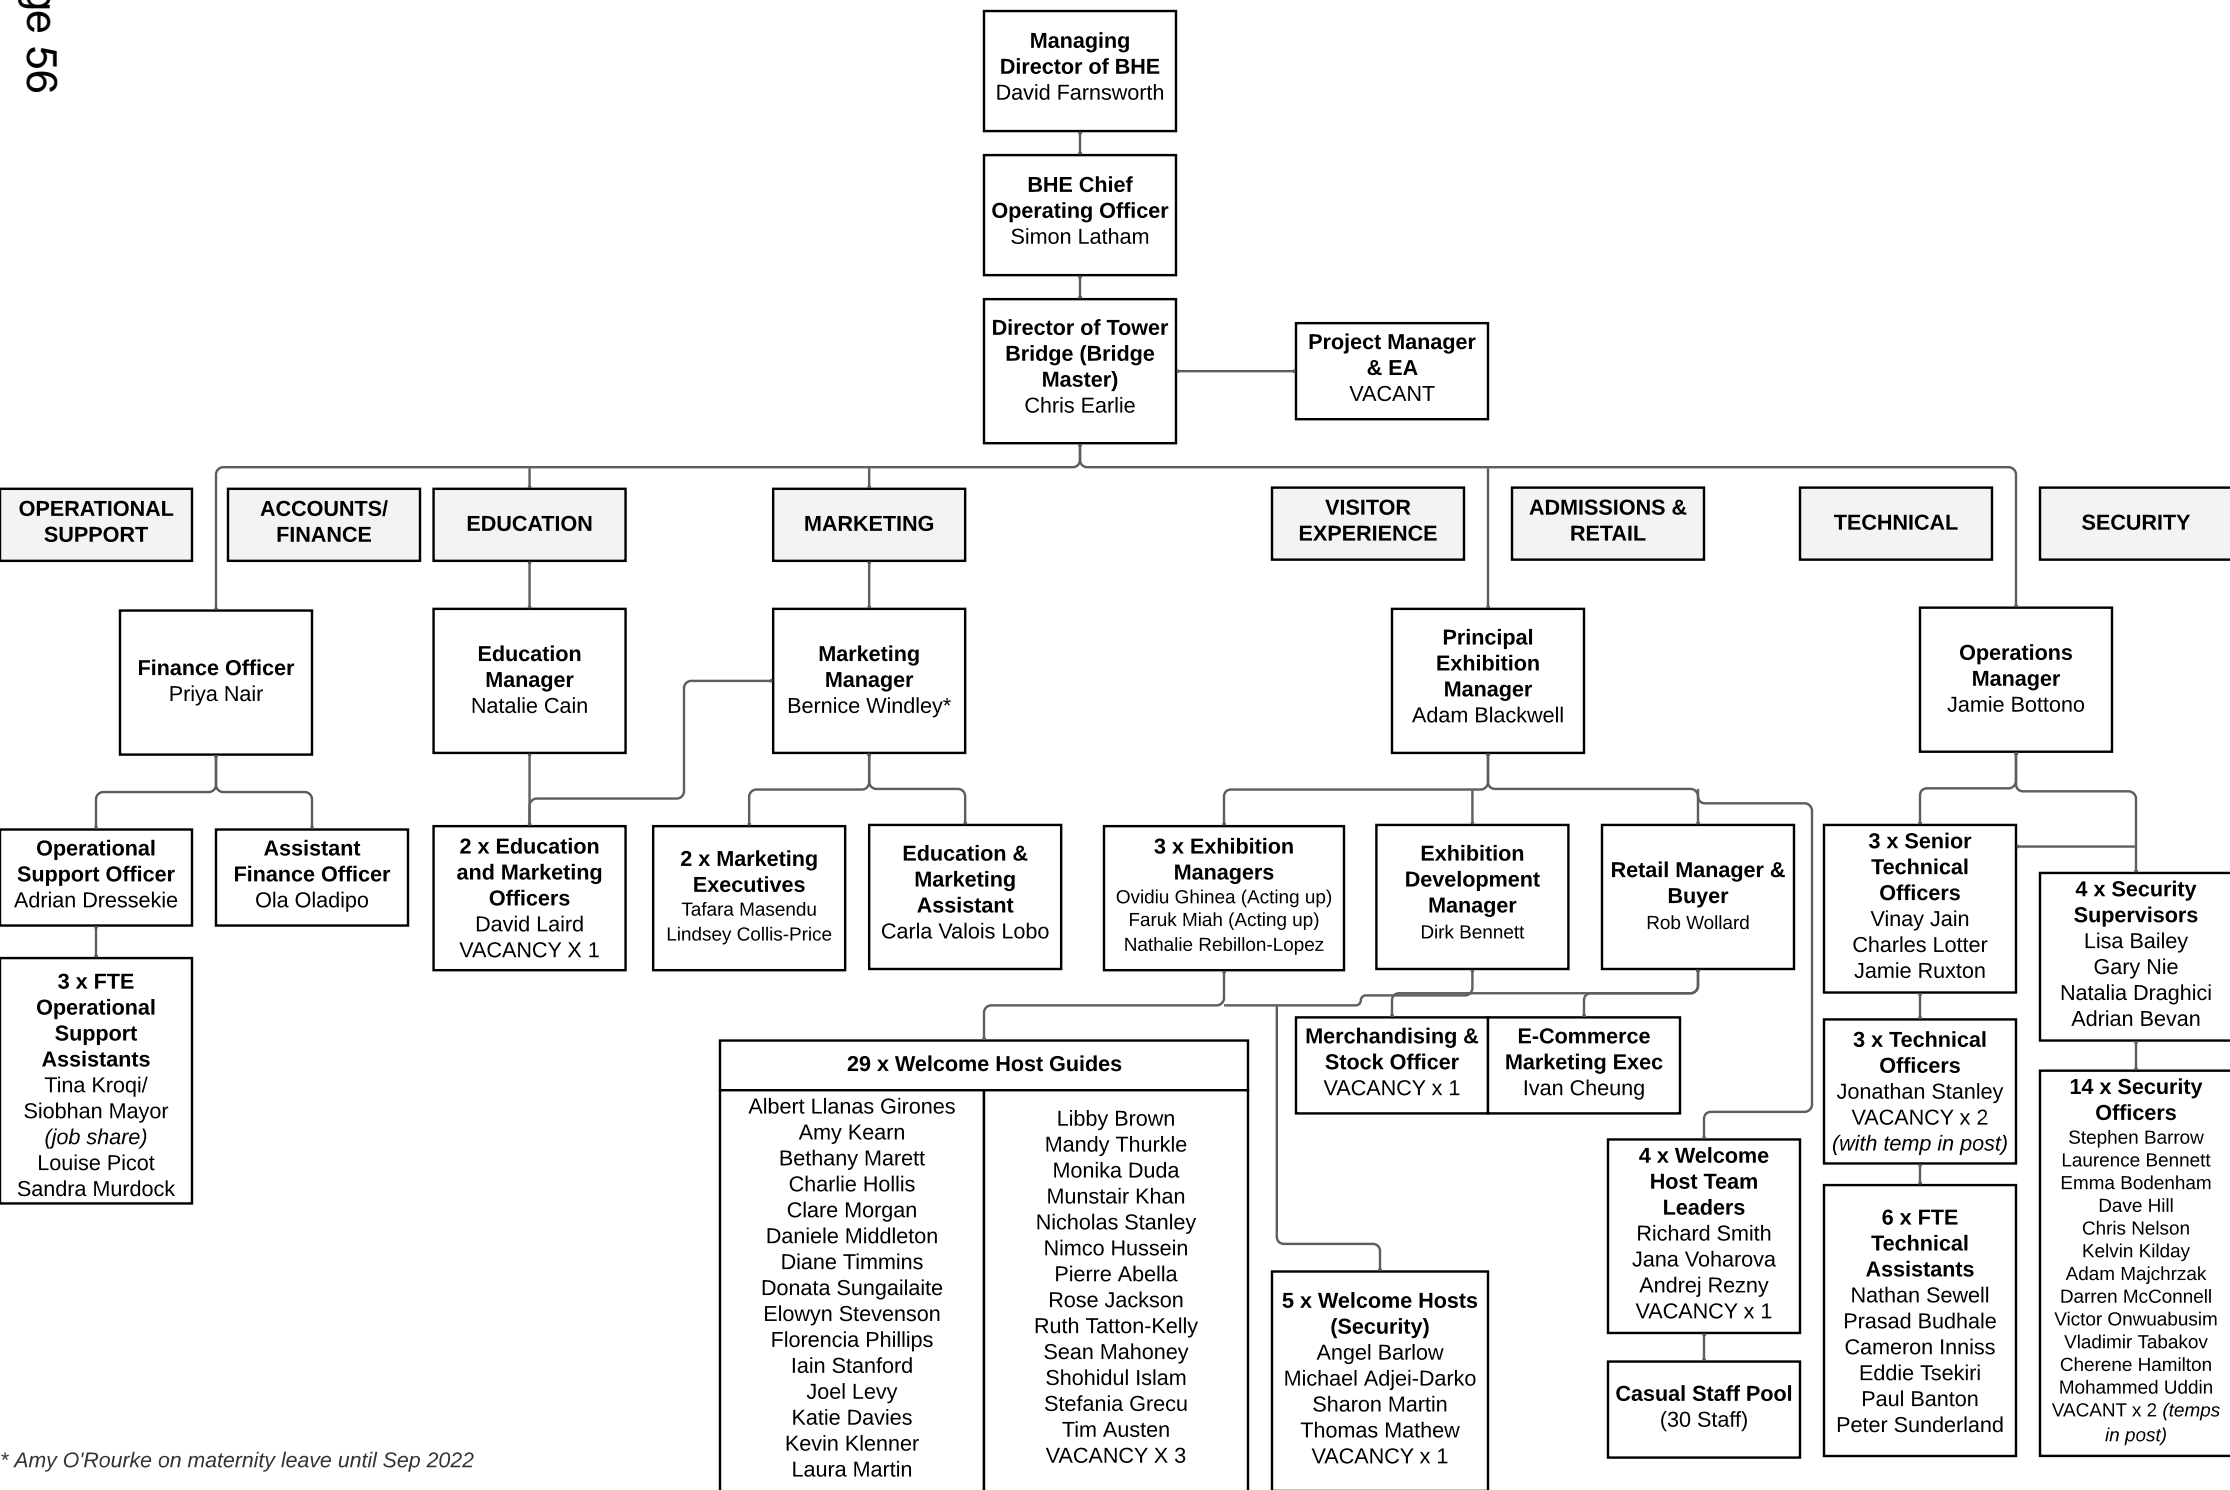 ge 56
Managing
Director of BHE
David Farnsworth
BHE Chief
Operating Officer
Simon Latham
Director of Tower
Bridge (Bridge
Master)
Chris Earlie
Project Manager
& EA
VACANT
OPERATIONAL
SUPPORT
ACCOUNTS/
FINANCE
EDUCATION
MARKETING
VISITOR
EXPERIENCE
ADMISSIONS &
RETAIL
TECHNICAL
SECURITY
Finance Officer
Priya Nair
Education
Manager
Natalie Cain
Marketing
Manager
Bernice Windley*
Principal
Exhibition
Manager
Adam Blackwell
Operations
Manager
Jamie Bottono
Operational
Support Officer
Adrian Dressekie
Assistant
Finance Officer
Ola Oladipo
2 x Education
and Marketing
Officers
David Laird
VACANCY X 1
2 x Marketing
Executives
Tafara Masendu
Lindsey Collis-Price
Education &
Marketing
Assistant
Carla Valois Lobo
3 x Exhibition
Managers
Ovidiu Ghinea (Acting up)
Faruk Miah (Acting up)
Nathalie Rebillon-Lopez
Exhibition
Development
Manager
Dirk Bennett
Retail Manager &
Buyer
Rob Wollard
3 x Senior
Technical
Officers
Vinay Jain
Charles Lotter
Jamie Ruxton
4 x Security
Supervisors
Lisa Bailey
Gary Nie
Natalia Draghici
Adrian Bevan
3 x FTE
Operational
Support
Assistants
Tina Kroqi/
Siobhan Mayor
(job share)
Louise Picot
Sandra Murdock
29 x Welcome Host Guides
Albert Llanas Girones
Amy Kearn
Bethany Marett
Charlie Hollis
Clare Morgan
Daniele Middleton
Diane Timmins
Donata Sungailaite
Elowyn Stevenson
Florencia Phillips
Iain Stanford
Joel Levy
Katie Davies
Kevin Klenner
Laura Martin
Libby Brown
Mandy Thurkle
Monika Duda
Munstair Khan
Nicholas Stanley
Nimco Hussein
Pierre Abella
Rose Jackson
Ruth Tatton-Kelly
Sean Mahoney
Shohidul Islam
Stefania Grecu
Tim Austen
VACANCY X 3
Merchandising &
Stock Officer
VACANCY x 1
E-Commerce
Marketing Exec
Ivan Cheung
5 x Welcome Hosts
(Security)
Angel Barlow
Michael Adjei-Darko
Sharon Martin
Thomas Mathew
VACANCY x 1
4 x Welcome
Host Team
Leaders
Richard Smith
Jana Voharova
Andrej Rezny
VACANCY x 1
Casual Staff Pool
(30 Staff)
3 x Technical
Officers
Jonathan Stanley
VACANCY x 2
(with temp in post)
6 x FTE
Technical
Assistants
Nathan Sewell
Prasad Budhale
Cameron Inniss
Eddie Tsekiri
Paul Banton
Peter Sunderland
14 x Security
Officers
Stephen Barrow
Laurence Bennett
Emma Bodenham
Dave Hill
Chris Nelson
Kelvin Kilday
Adam Majchrzak
Darren McConnell
Victor Onwuabusim
Vladimir Tabakov
Cherene Hamilton
Mohammed Uddin
VACANT x 2 (temps
in post)
* Amy O'Rourke on maternity leave until Sep 2022